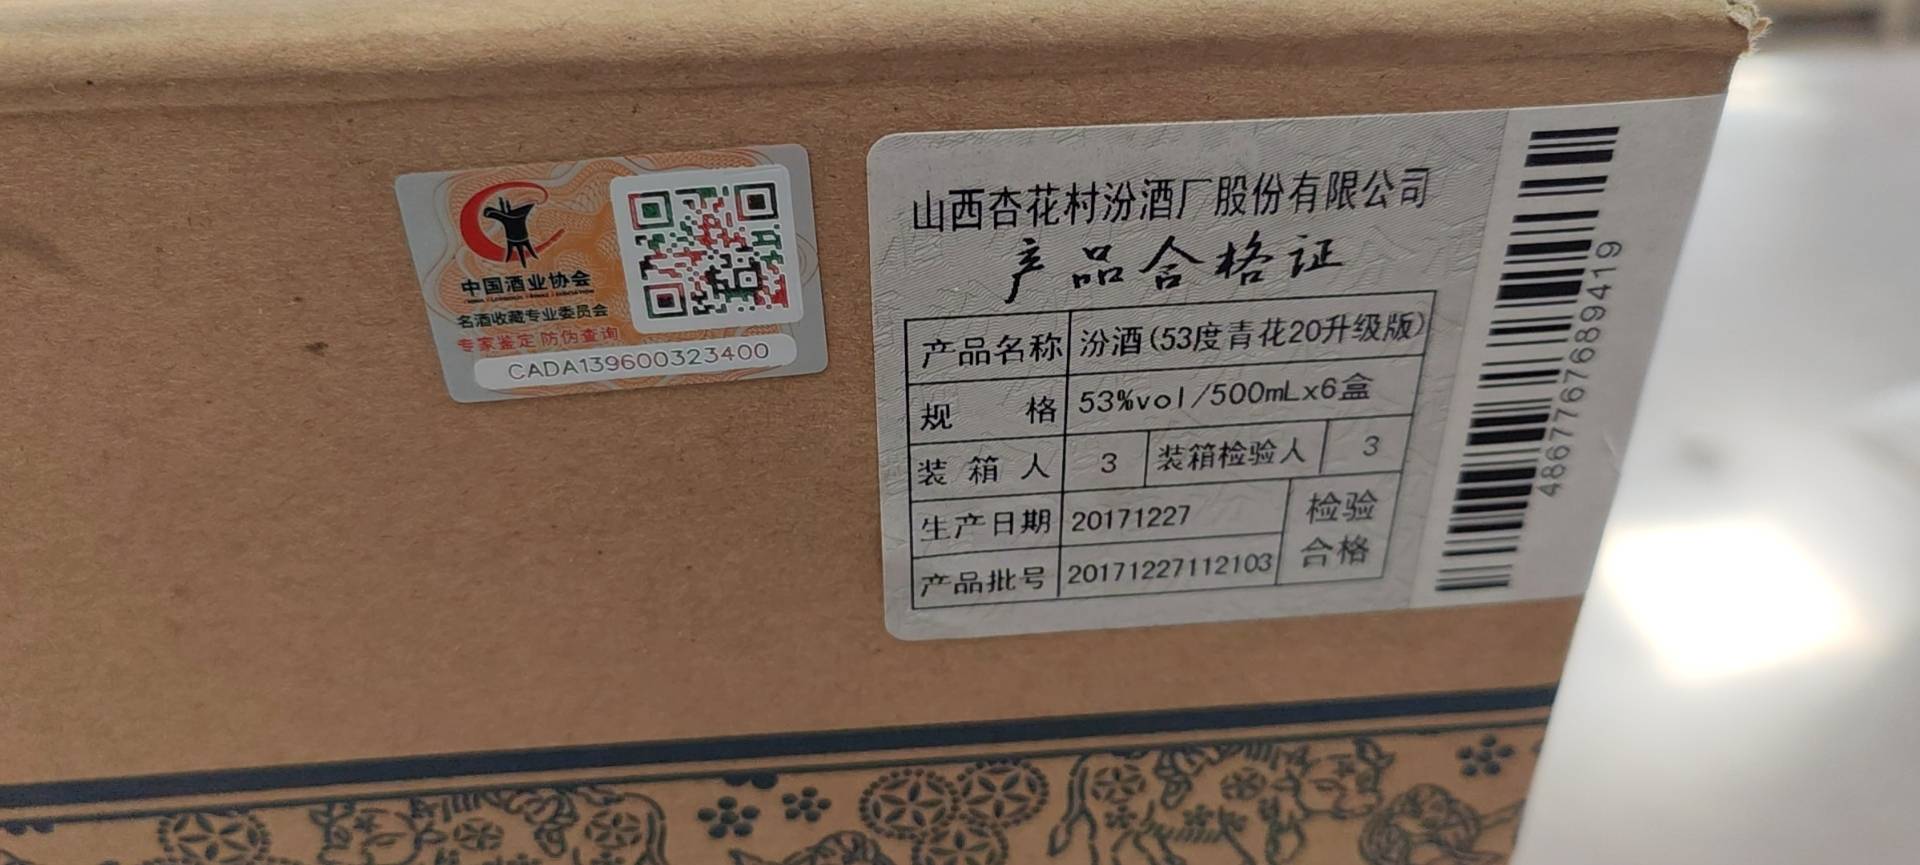 中国酒业协会
名酒收藏专业委员会
专家鉴定 防伪查询
CADA139600323400
山西杏花村汾酒厂股份有限公司
产品合格证
产品名称 汾酒(53度青花20升级版)
规 格 53%vol/500mLx6盒
装箱人 3 装箱检验人 3
生产日期 20171227 检验
产品批号 20171227112103 合格
4867767689419